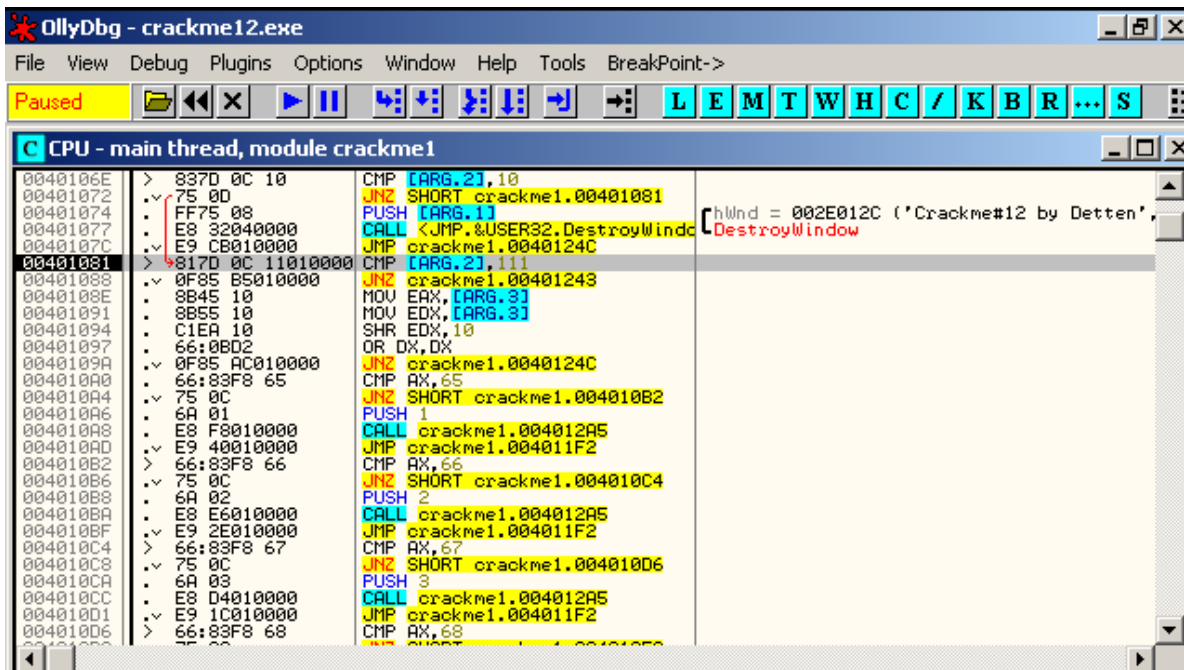 OllyDbg - crackme12.exe
File View Debug Plugins Options Window Help Tools BreakPoint->
Paused L E M T W H C / K B R ... S
C CPU - main thread, module crackme1
0040106E > 837D 0C 10 CMP [ARG.2],10
00401072 .v 75 0D JNZ SHORT crackme1.00401081
00401074 . FF75 08 PUSH [ARG.1] hWnd = 002E012C ('Crackme#12 by Detten',
00401077 . E8 32040000 CALL <JMP.&USER32.DestroyWindo DestroyWindow
0040107C .v E9 CB010000 JMP crackme1.0040124C
00401081 > 817D 0C 11010000 CMP [ARG.2],111
00401088 .v 0F85 B5010000 JNZ crackme1.00401243
0040108E . 8B45 10 MOV EAX,[ARG.3]
00401091 . 8B55 10 MOV EDX,[ARG.3]
00401094 . C1EA 10 SHR EDX,10
00401097 . 66:0BD2 OR DX,DX
0040109A .v 0F85 AC010000 JNZ crackme1.0040124C
004010A0 . 66:83F8 65 CMP AX,65
004010A4 .v 75 0C JNZ SHORT crackme1.004010B2
004010A6 . 6A 01 PUSH 1
004010A8 . E8 F8010000 CALL crackme1.004012A5
004010AD .v E9 40010000 JMP crackme1.004011F2
004010B2 > 66:83F8 66 CMP AX,66
004010B6 .v 75 0C JNZ SHORT crackme1.004010C4
004010B8 . 6A 02 PUSH 2
004010BA . E8 E6010000 CALL crackme1.004012A5
004010BF .v E9 2E010000 JMP crackme1.004011F2
004010C4 > 66:83F8 67 CMP AX,67
004010C8 .v 75 0C JNZ SHORT crackme1.004010D6
004010CA . 6A 03 PUSH 3
004010CC . E8 D4010000 CALL crackme1.004012A5
004010D1 .v E9 1C010000 JMP crackme1.004011F2
004010D6 > 66:83F8 68 CMP AX,68